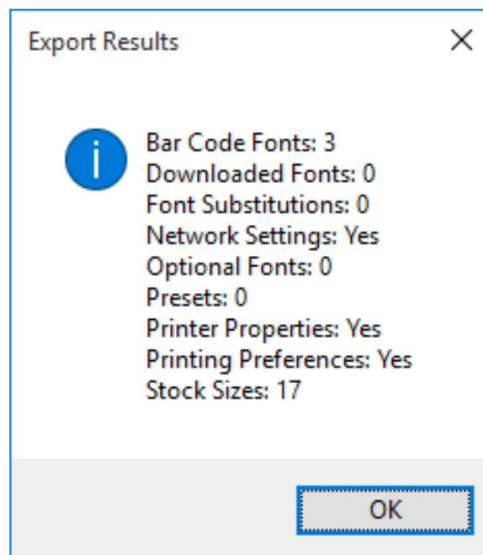 Export Results
Bar Code Fonts: 3
Downloaded Fonts: 0
Font Substitutions: 0
Network Settings: Yes
Optional Fonts: 0
Presets: 0
Printer Properties: Yes
Printing Preferences: Yes
Stock Sizes: 17
OK